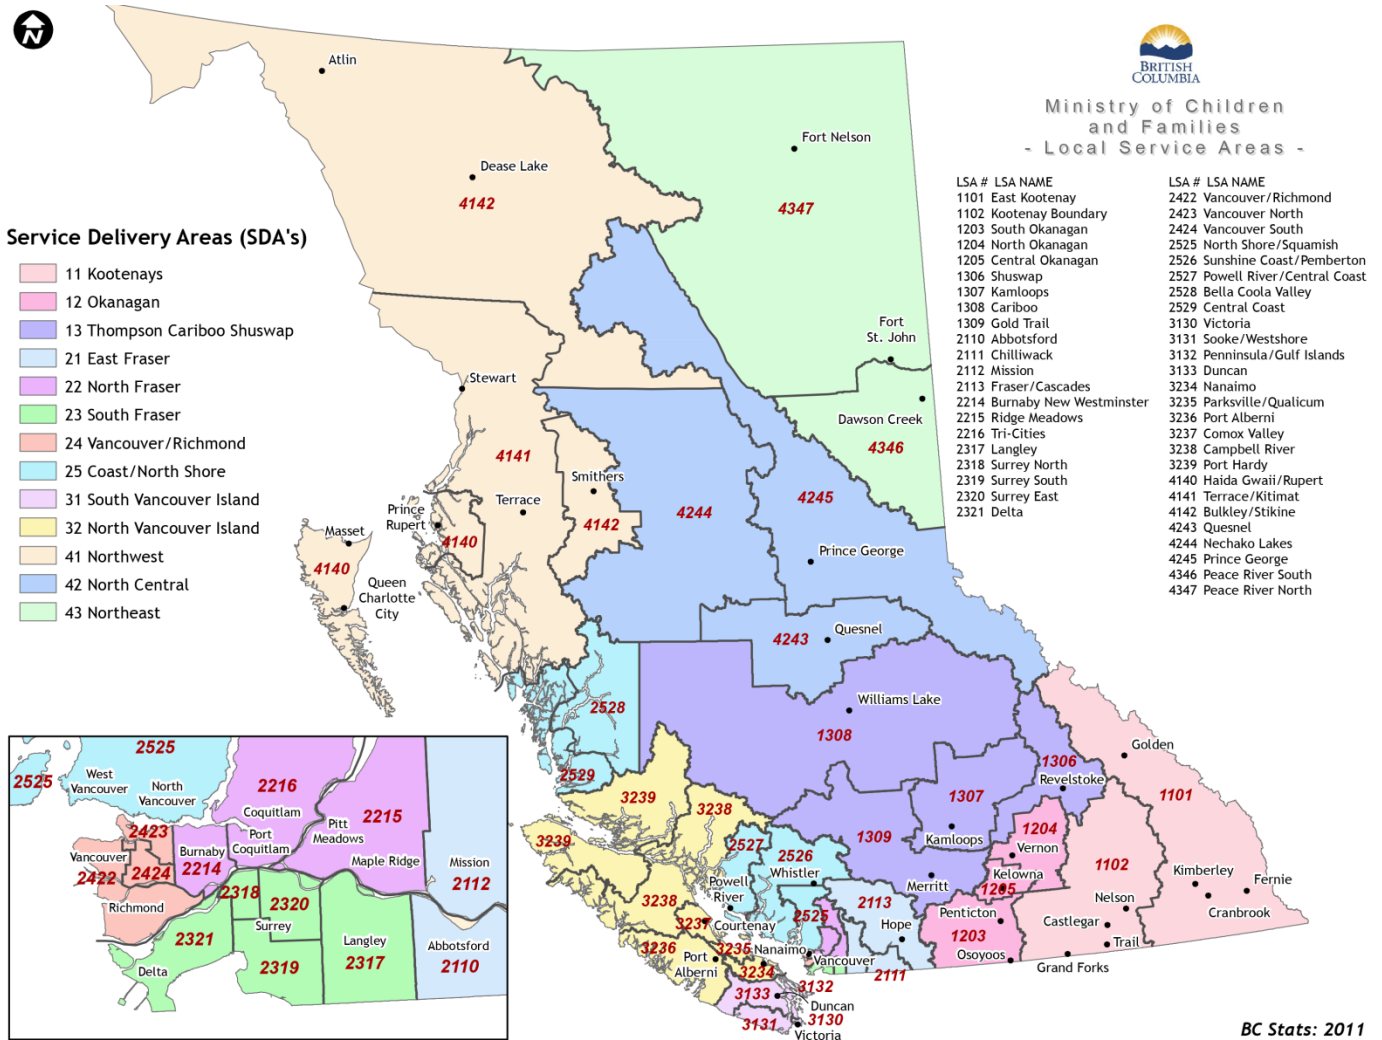 N
BRITISH
COLUMBIA
Ministry of Children
and Families
- Local Service Areas -
LSA # LSA NAME
1101 East Kootenay
1102 Kootenay Boundary
1203 South Okanagan
1204 North Okanagan
1205 Central Okanagan
1306 Shuswap
1307 Kamloops
1308 Cariboo
1309 Gold Trail
2110 Abbotsford
2111 Chilliwack
2112 Mission
2113 Fraser/Cascades
2214 Burnaby New Westminster
2215 Ridge Meadows
2216 Tri-Cities
2317 Langley
2318 Surrey North
2319 Surrey South
2320 Surrey East
2321 Delta
LSA # LSA NAME
2422 Vancouver/Richmond
2423 Vancouver North
2424 Vancouver South
2525 North Shore/Squamish
2526 Sunshine Coast/Pemberton
2527 Powell River/Central Coast
2528 Bella Coola Valley
2529 Central Coast
3130 Victoria
3131 Sooke/Westshore
3132 Penninsula/Gulf Islands
3133 Duncan
3234 Nanaimo
3235 Parksville/Qualicum
3236 Port Alberni
3237 Comox Valley
3238 Campbell River
3239 Port Hardy
4140 Haida Gwaii/Rupert
4141 Terrace/Kitimat
4142 Bulkley/Stikine
4243 Quesnel
4244 Nechako Lakes
4245 Prince George
4346 Peace River South
4347 Peace River North
Service Delivery Areas (SDA's)
11 Kootenays
12 Okanagan
13 Thompson Cariboo Shuswap
21 East Fraser
22 North Fraser
23 South Fraser
24 Vancouver/Richmond
25 Coast/North Shore
31 South Vancouver Island
32 North Vancouver Island
41 Northwest
42 North Central
43 Northeast
Atlin
Fort Nelson
Dease Lake
4142
4347
Fort
St. John
Stewart
Dawson Creek
4346
4141
Smithers
4245
Terrace
Prince
Rupert
4244
4142
Masset
4140
Prince George
4140
Queen
Charlotte
City
Quesnel
4243
Williams Lake
2528
1308
Golden
1306
Revelstoke
2529
3239
1307
1101
3238
1204
3239
2527
1309
Kamloops
Vernon
2526
1102
Whistler
Kelowna
Kimberley
Fernie
Powell
River
Merritt
1205
3238
2113
Nelson
Cranbrook
2525
Penticton
3237
Courtenay
Hope
Castlegar
1203
3236
3235
Nanaimo
Trail
Port
Alberni
Vancouver
Osoyoos
Grand Forks
3234
2111
3132
3133
Duncan
3131
3130
Victoria
2525
2525
West
Vancouver
North
Vancouver
2216
Coquitlam
2215
2423
Pitt
Meadows
Port
Coquitlam
Burnaby
Vancouver
2214
Maple Ridge
Mission
2422
2424
2112
2318
Richmond
2320
Surrey
2321
Langley
Abbotsford
2317
2319
2110
Delta
BC Stats: 2011